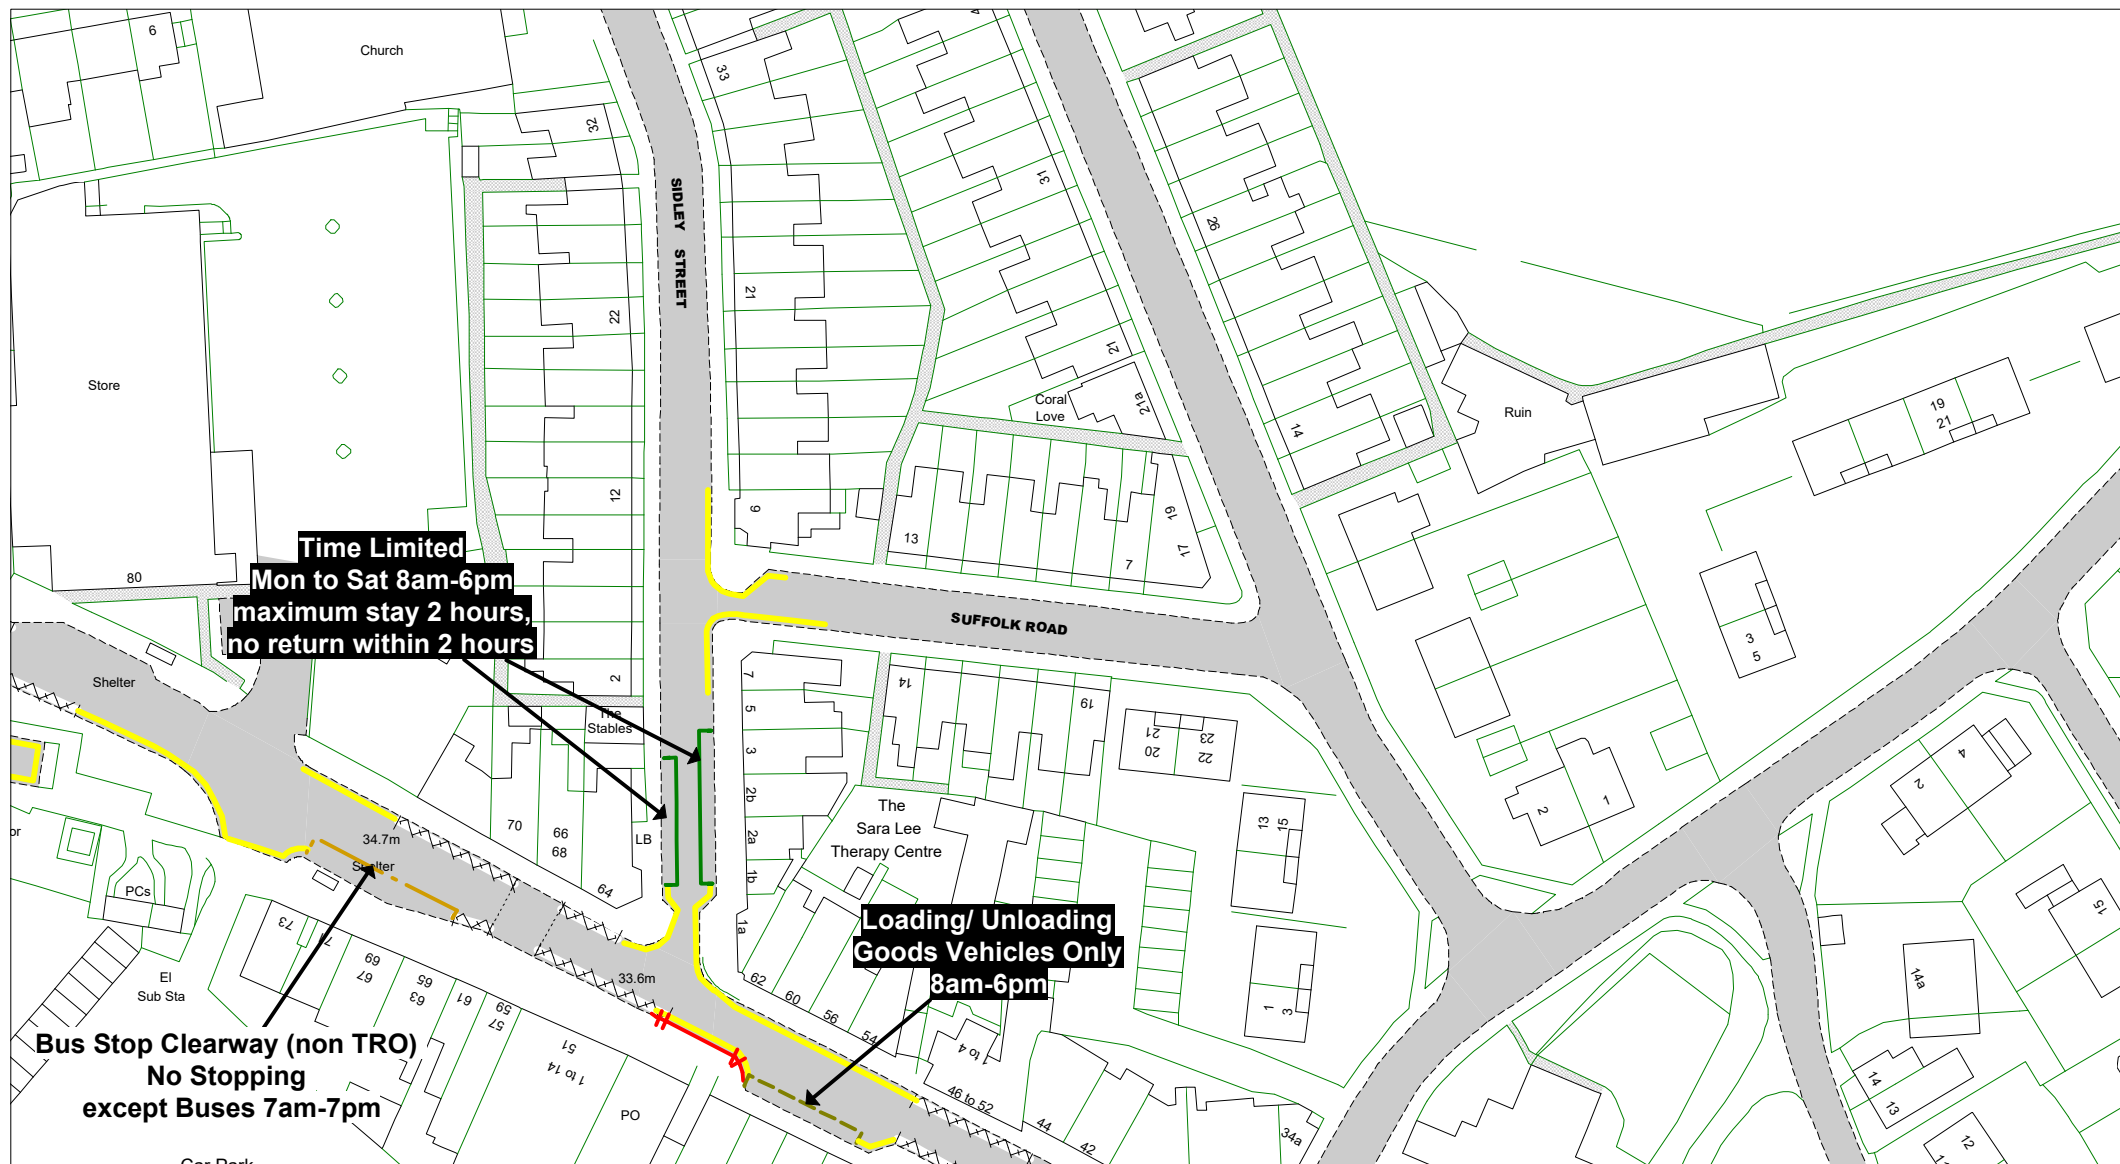 6
Church
33
4
32
SIDLEY STREET
31
26
21
22
Store
21
Coral
Love
21a
14
Ruin
19
21
12
9
13
19
17
7
Time Limited
Mon to Sat 8am-6pm
maximum stay 2 hours,
no return within 2 hours
80
SUFFOLK ROAD
3
5
Shelter
2
7
14
19
The
Stables
5
3
21
20
23
22
2
4
2b
2a
1b
1a
The
Sara Lee
Therapy Centre
2
1
13
15
34.7m
Shelter
70
66
68
LB
64
or
PCs
73
71
69
67
65
63
61
59
57
El
Sub Sta
33.6m
62
60
56
54
Loading/ Unloading
Goods Vehicles Only
8am-6pm
1
3
15
14a
Bus Stop Clearway (non TRO)
No Stopping
except Buses 7am-7pm
51
1 to 14
PO
1 to 4
46 to 52
44
42
34a
14
13
12
Car Park